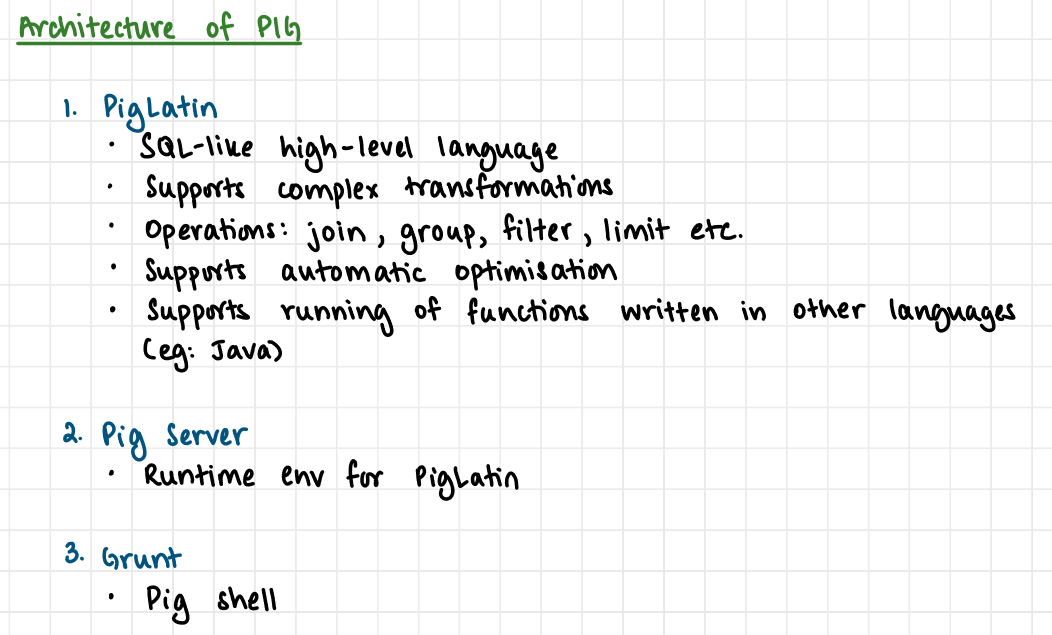 Architecture of PIG
1. PigLatin
• SQL-like high-level language
• Supports complex transformations
• Operations: join, group, filter, limit etc.
• Supports automatic optimisation
• Supports running of functions written in other languages
(eg: Java)
2. Pig Server
• Runtime env for PigLatin
3. Grunt
• Pig shell